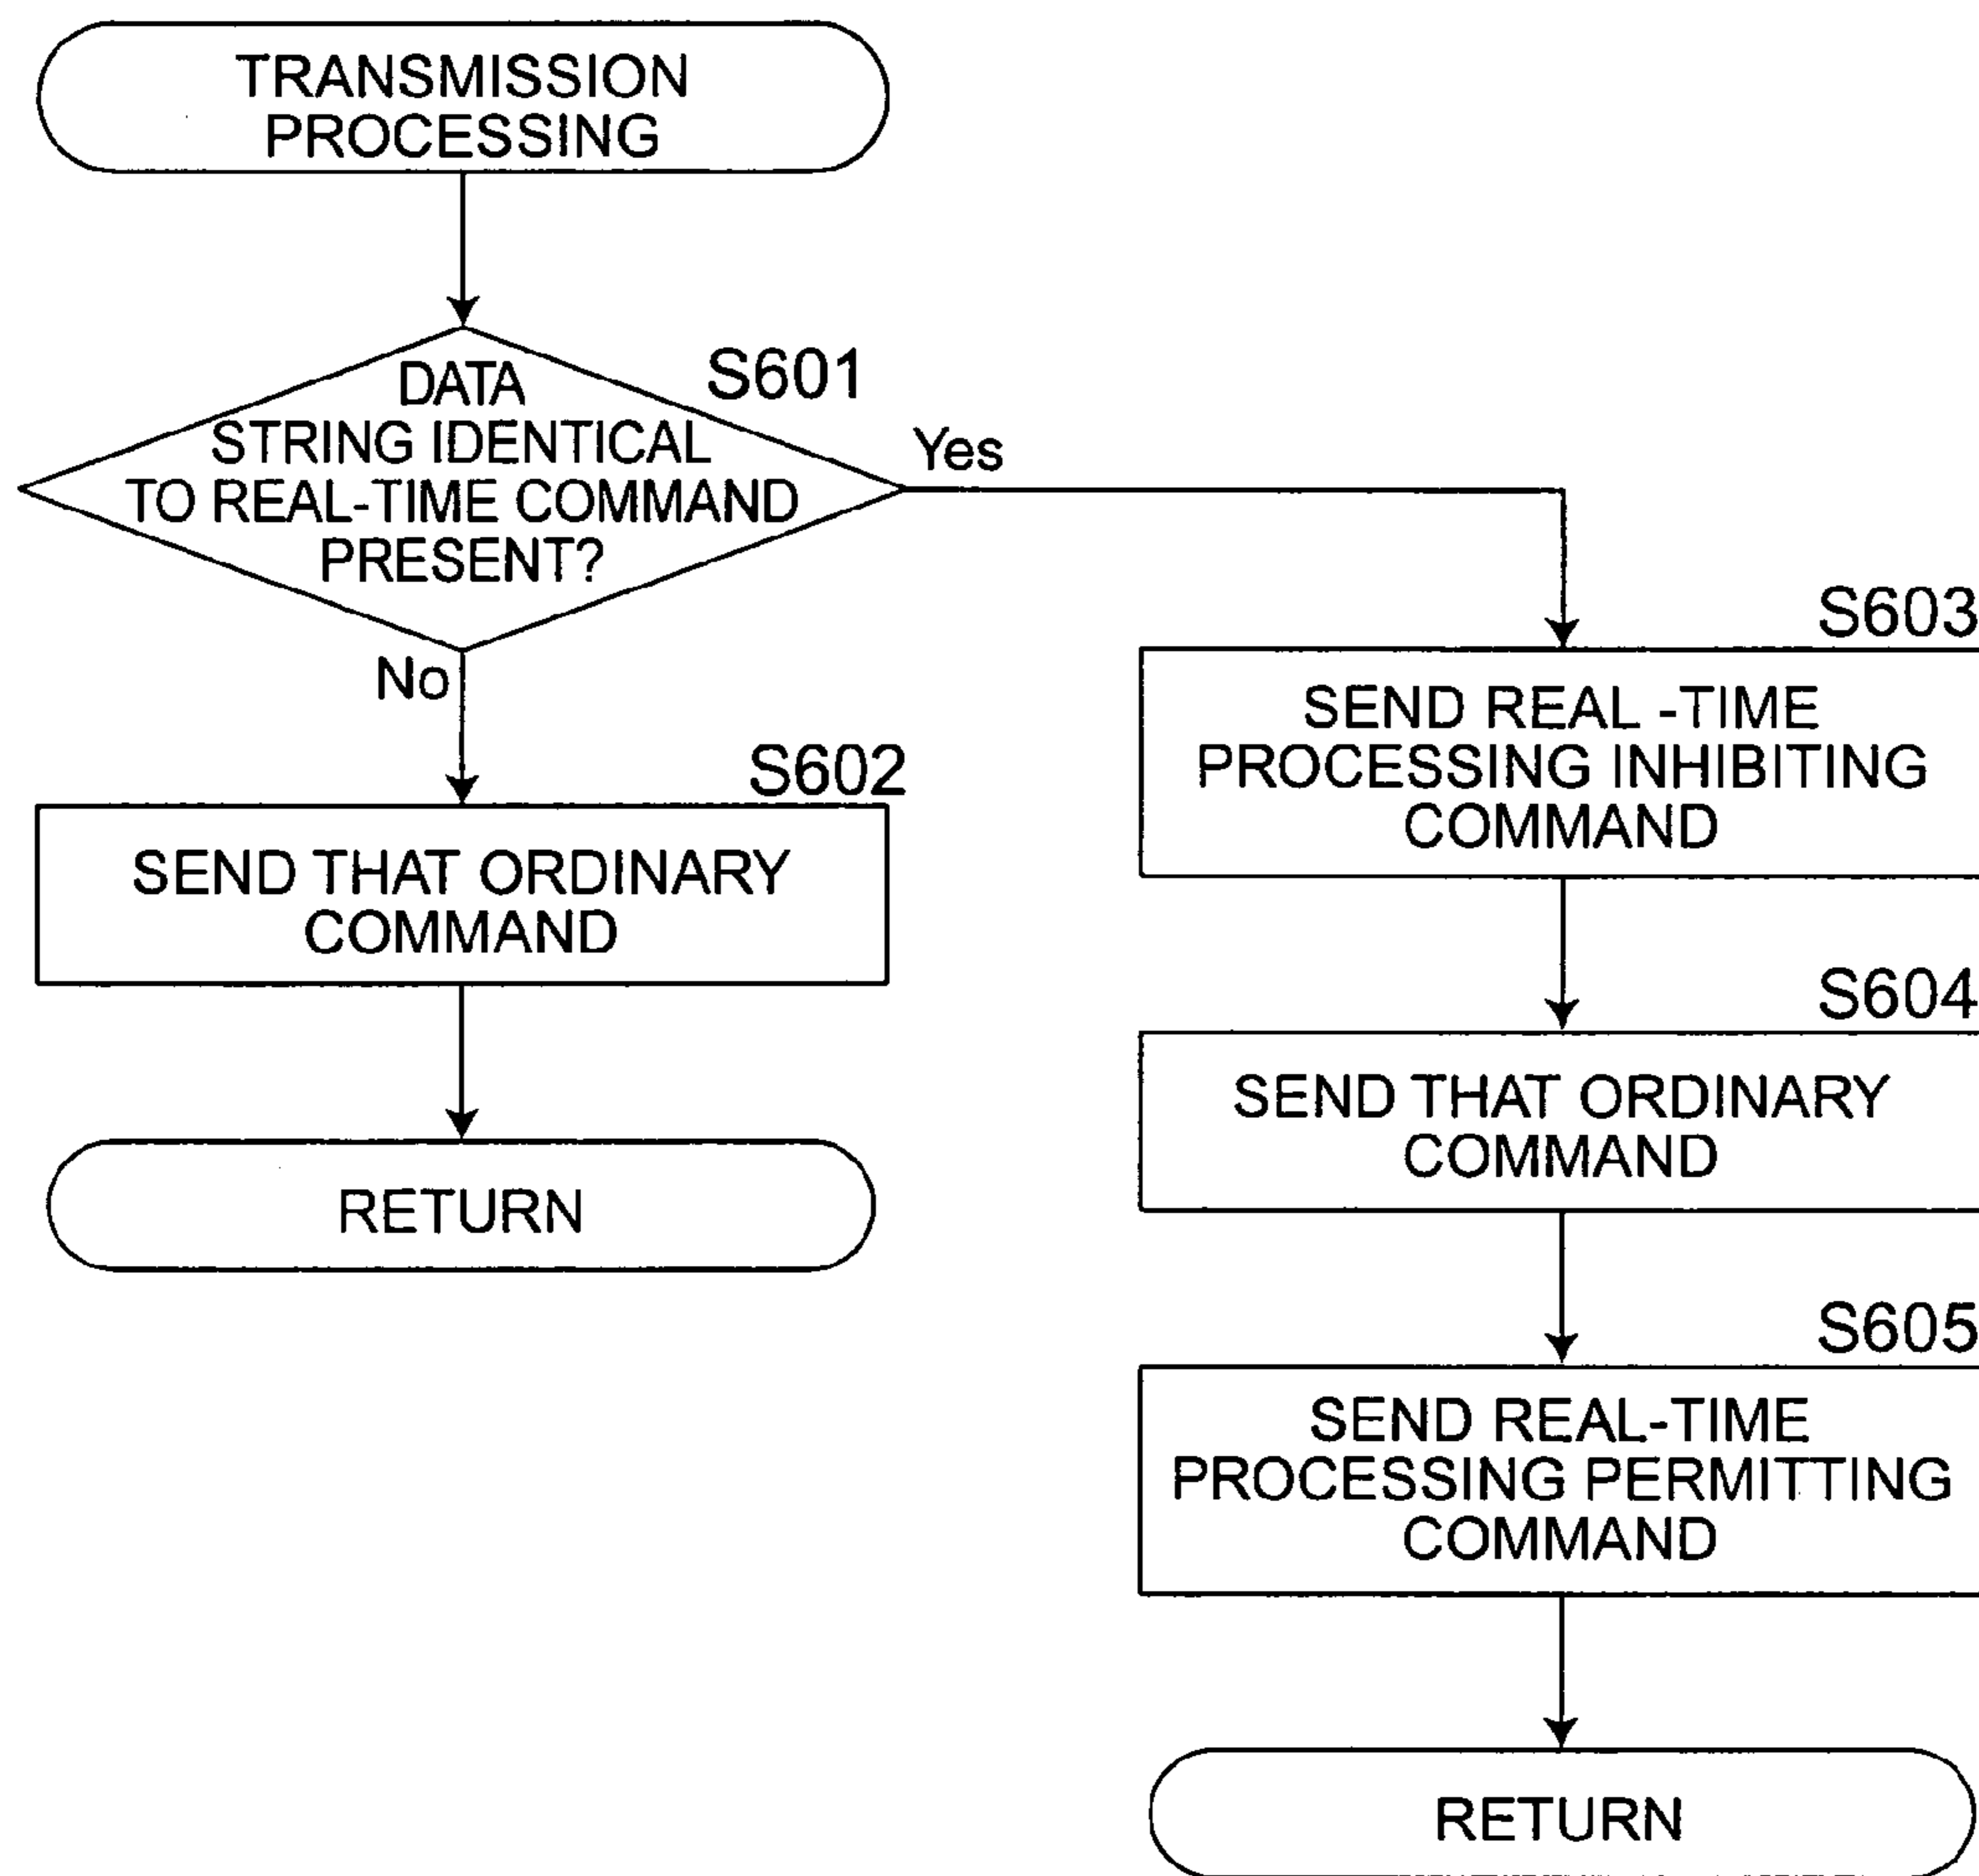 TRANSMISSION
PROCESSING
S601
DATA
STRING IDENTICAL
TO REAL-TIME COMMAND
PRESENT?
Yes
No
S602
SEND THAT ORDINARY
COMMAND
RETURN
S603
SEND REAL -TIME
PROCESSING INHIBITING
COMMAND
S604
SEND THAT ORDINARY
COMMAND
S605
SEND REAL-TIME
PROCESSING PERMITTING
COMMAND
RETURN